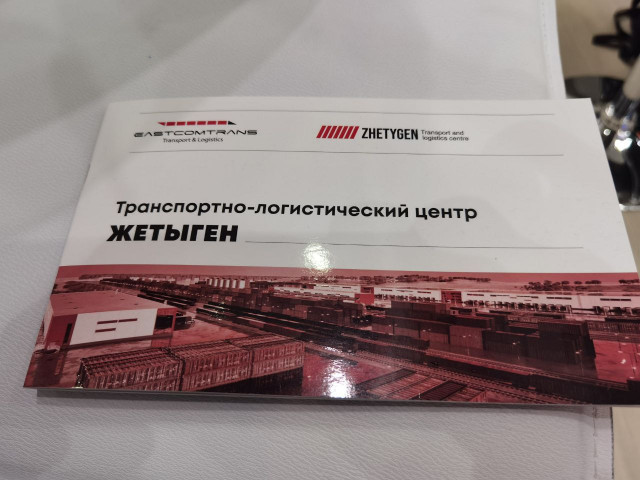 EASTCOMTRANS
Transport & Logistics
ZHETYGEN
Transport and
logistics centre
Транспортно-логистический центр
ЖЕТЫГЕН